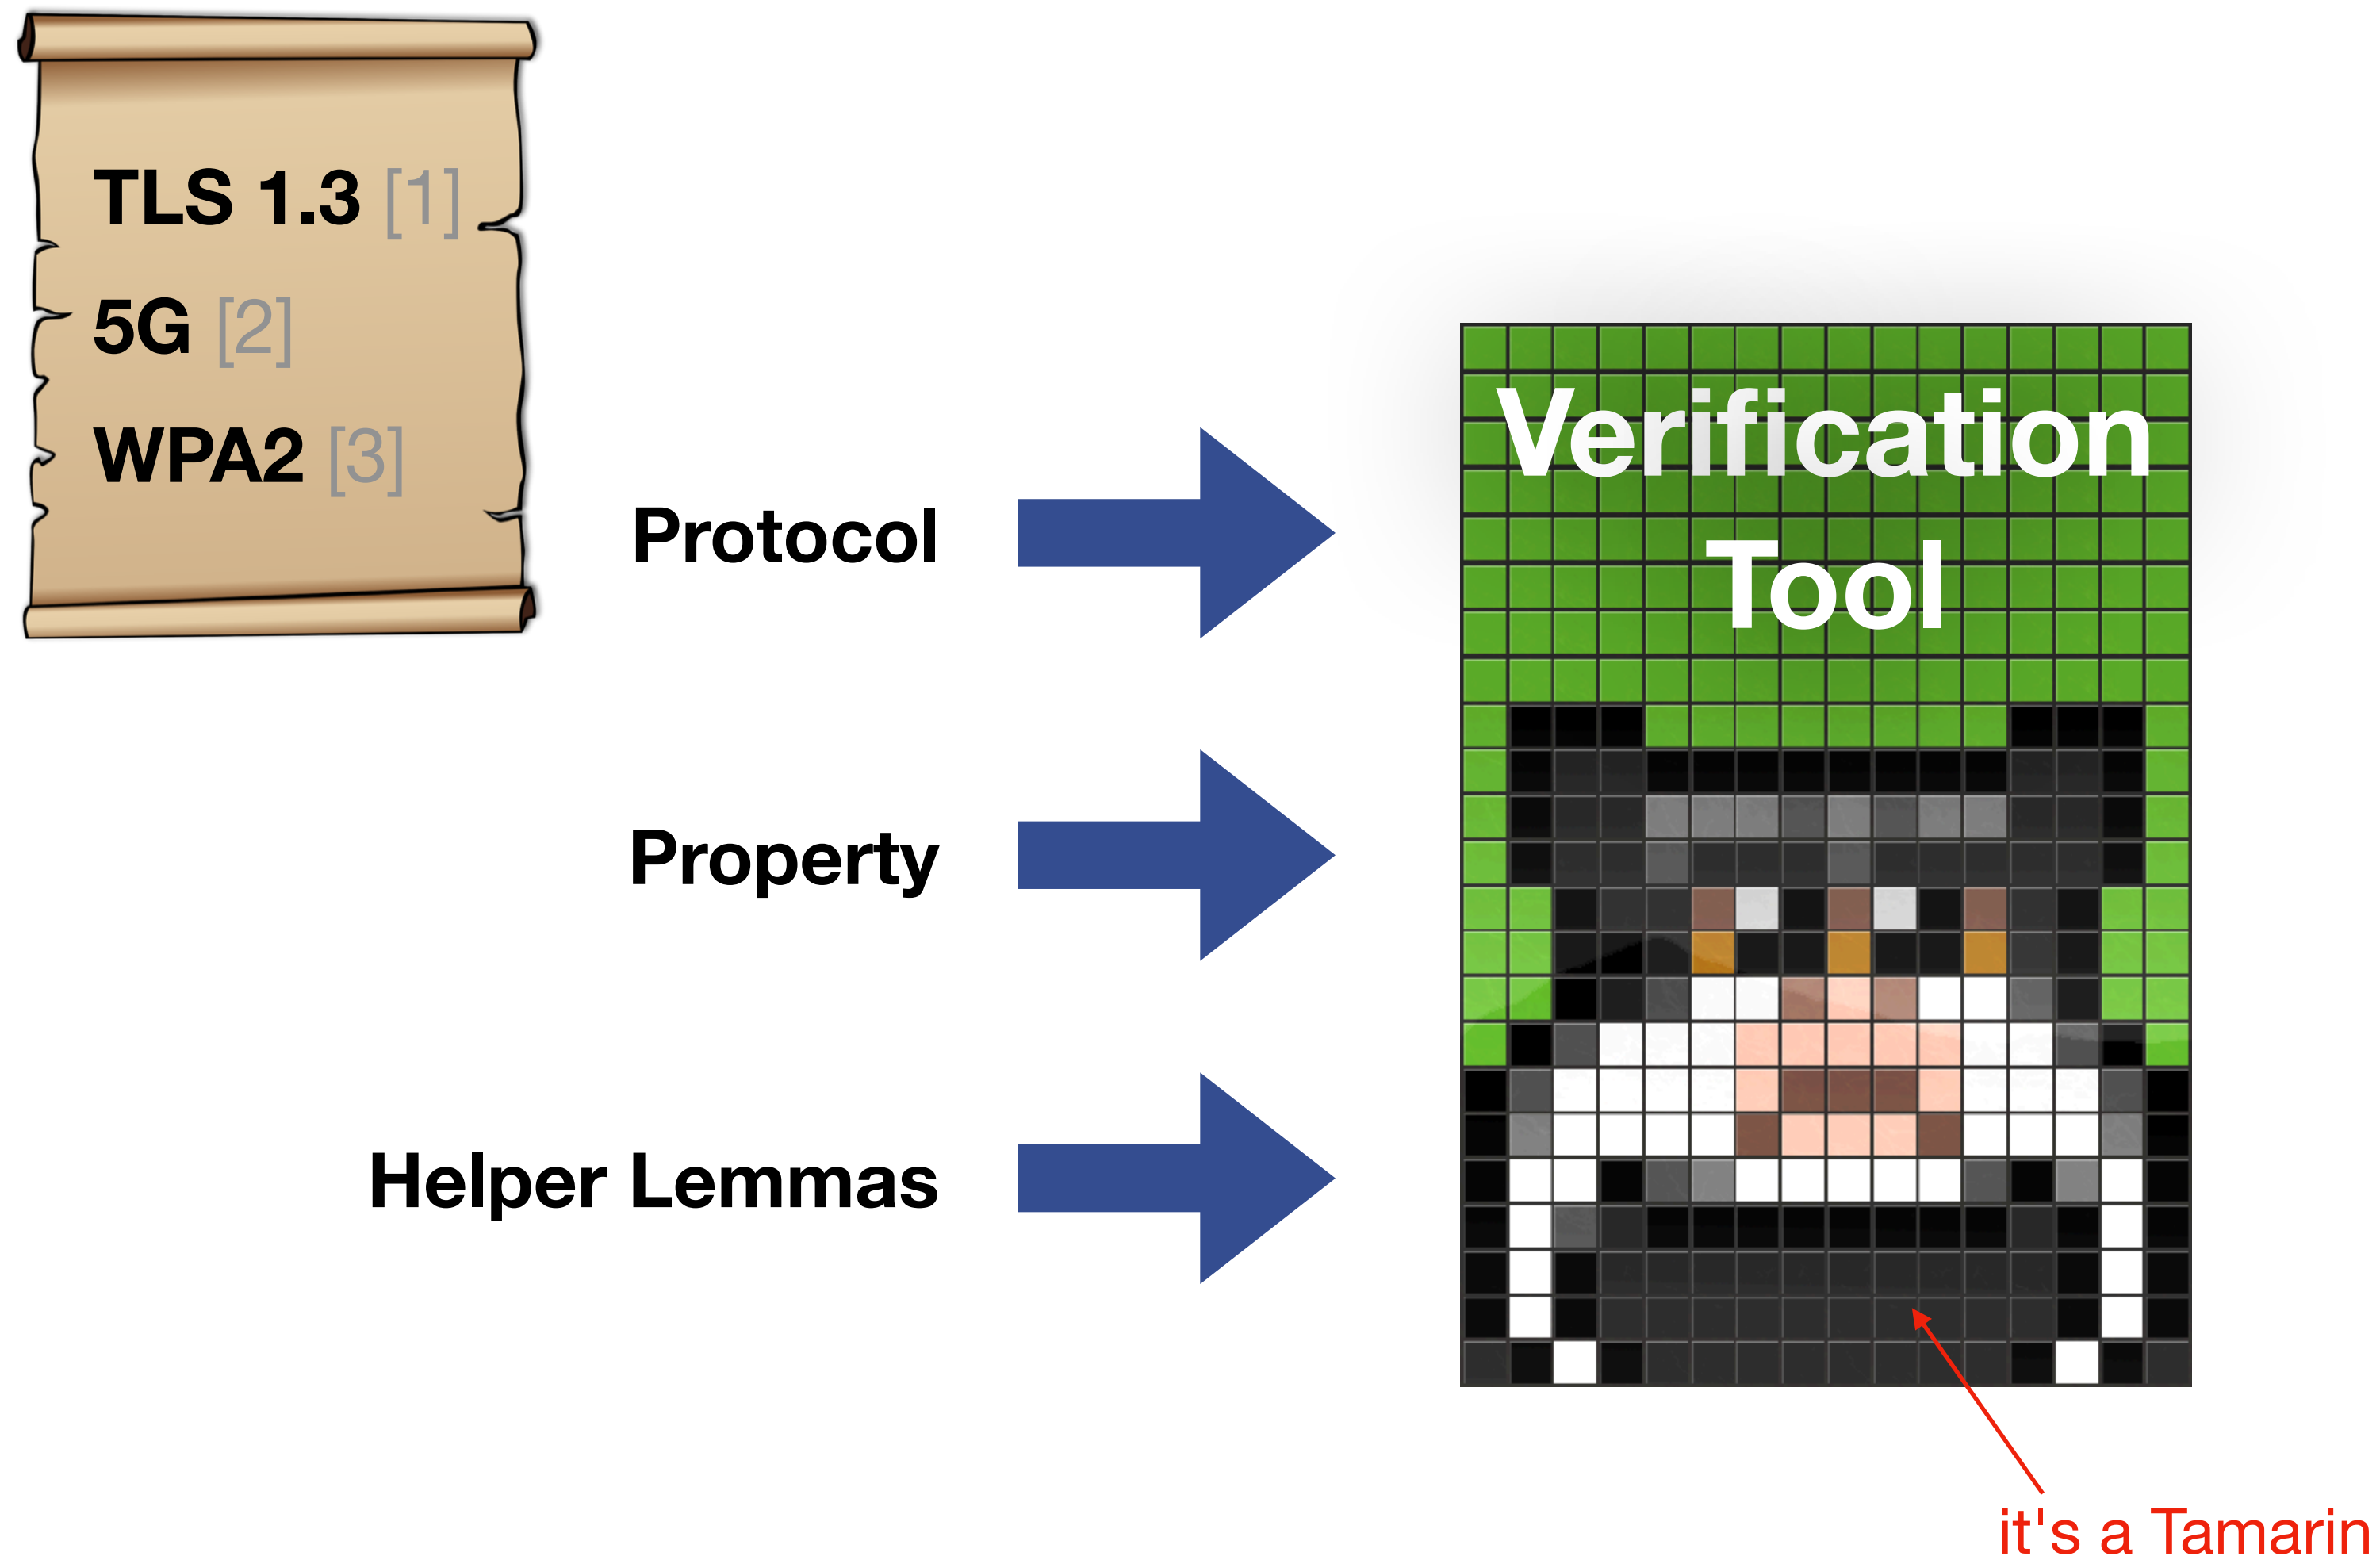 TLS 1.3 [1]
5G [2]
WPA2 [3]
Protocol
Property
Helper Lemmas
Verification
Tool
it's a Tamarin